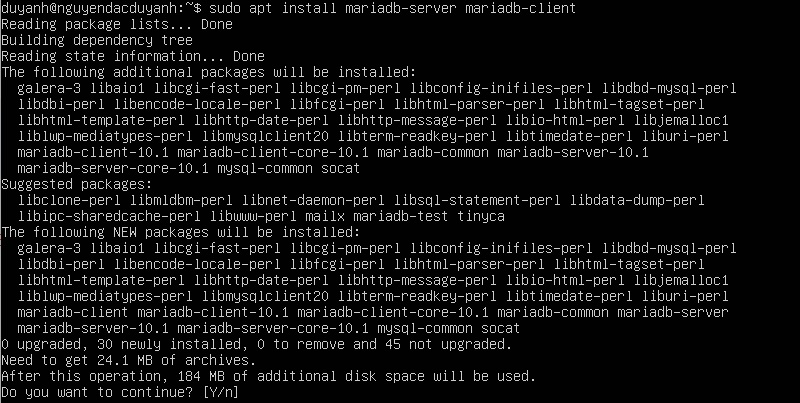 duyanh@nguyendacduyanh:~$ sudo apt install mariadb-server mariadb-client
Reading package lists... Done
Building dependency tree
Reading state information... Done
The following additional packages will be installed:
  galera-3 libaio1 libcgi-fast-perl libcgi-pm-perl libconfig-inifiles-perl libdbd-mysql-perl
  libdbi-perl libencode-locale-perl libfcgi-perl libhtml-parser-perl libhtml-tagset-perl
  libhtml-template-perl libhttp-date-perl libhttp-message-perl libio-html-perl libjemalloc1
  liblwp-mediatypes-perl libmysqlclient20 libterm-readkey-perl libtimedate-perl liburi-perl
  mariadb-client-10.1 mariadb-client-core-10.1 mariadb-common mariadb-server-10.1
  mariadb-server-core-10.1 mysql-common socat
Suggested packages:
  libclone-perl libmldbm-perl libnet-daemon-perl libsql-statement-perl libdata-dump-perl
  libipc-sharedcache-perl libwww-perl mailx mariadb-test tinyca
The following NEW packages will be installed:
  galera-3 libaio1 libcgi-fast-perl libcgi-pm-perl libconfig-inifiles-perl libdbd-mysql-perl
  libdbi-perl libencode-locale-perl libfcgi-perl libhtml-parser-perl libhtml-tagset-perl
  libhtml-template-perl libhttp-date-perl libhttp-message-perl libio-html-perl libjemalloc1
  liblwp-mediatypes-perl libmysqlclient20 libterm-readkey-perl libtimedate-perl liburi-perl
  mariadb-client mariadb-client-10.1 mariadb-client-core-10.1 mariadb-common mariadb-server
  mariadb-server-10.1 mariadb-server-core-10.1 mysql-common socat
0 upgraded, 30 newly installed, 0 to remove and 45 not upgraded.
Need to get 24.1 MB of archives.
After this operation, 184 MB of additional disk space will be used.
Do you want to continue? [Y/n]